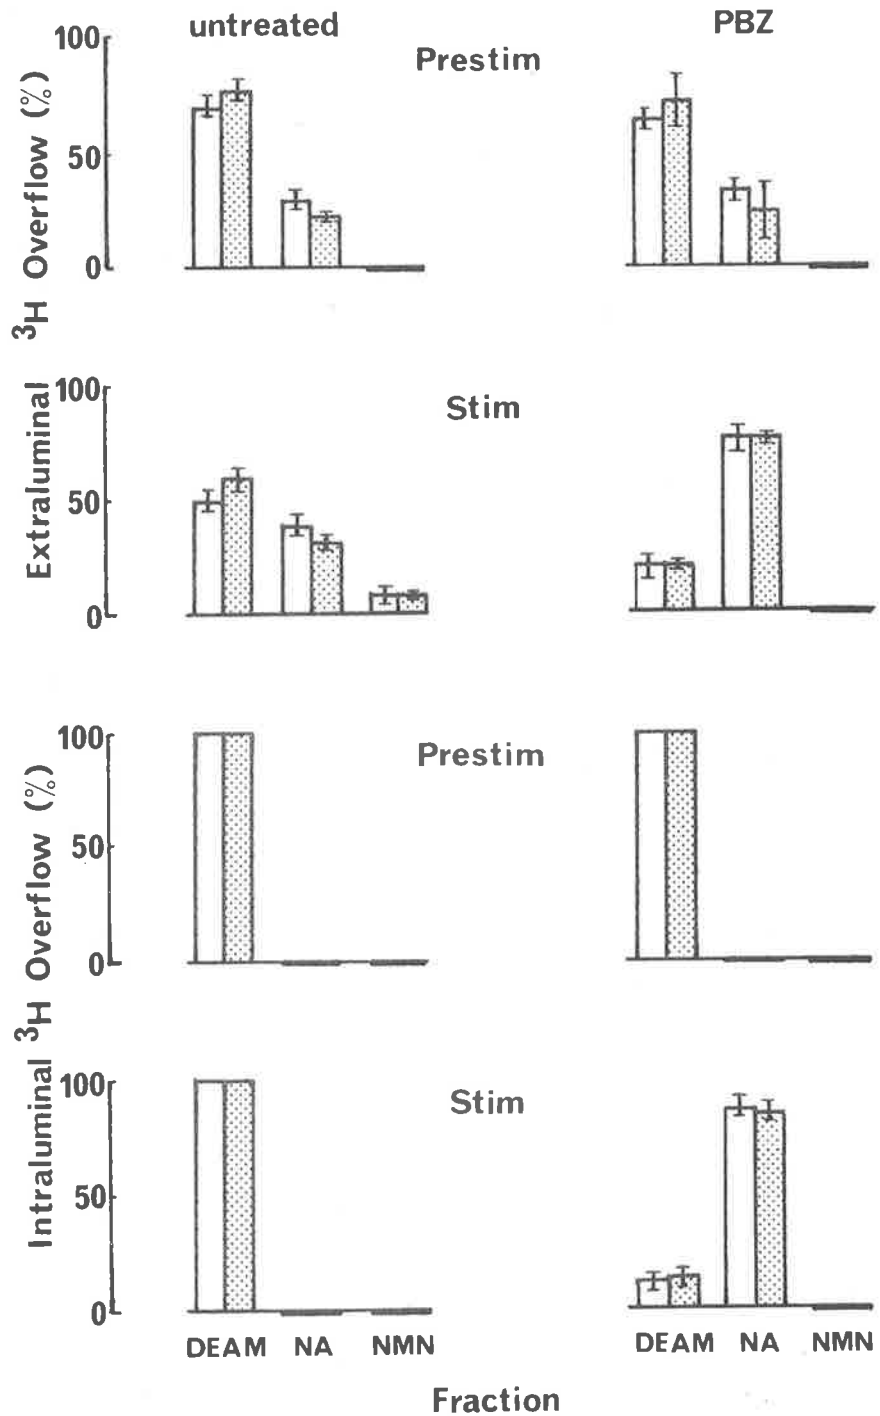 untreated PBZ
Prestim
100
50
0
Extraluminal ³H Overflow (%)
Stim
100
50
0
Prestim
100
50
0
Intraluminal ³H Overflow (%)
Stim
100
50
0
DEAM NA NMN DEAM NA NMN
Fraction